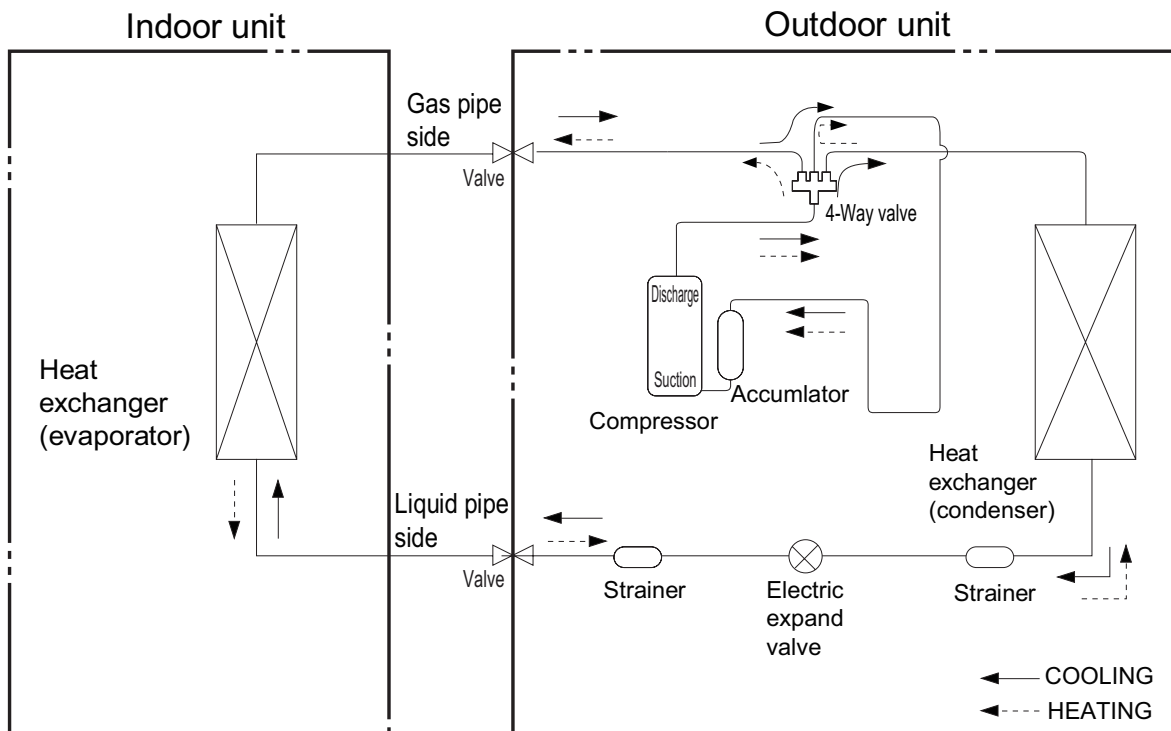 Indoor unit
Outdoor unit
Gas pipe
side
Valve
4-Way valve
Discharge
Suction
Compressor
Accumlator
Heat
exchanger
(evaporator)
Heat
exchanger
(condenser)
Liquid pipe
side
Valve
Strainer
Electric
expand
valve
Strainer
COOLING
HEATING